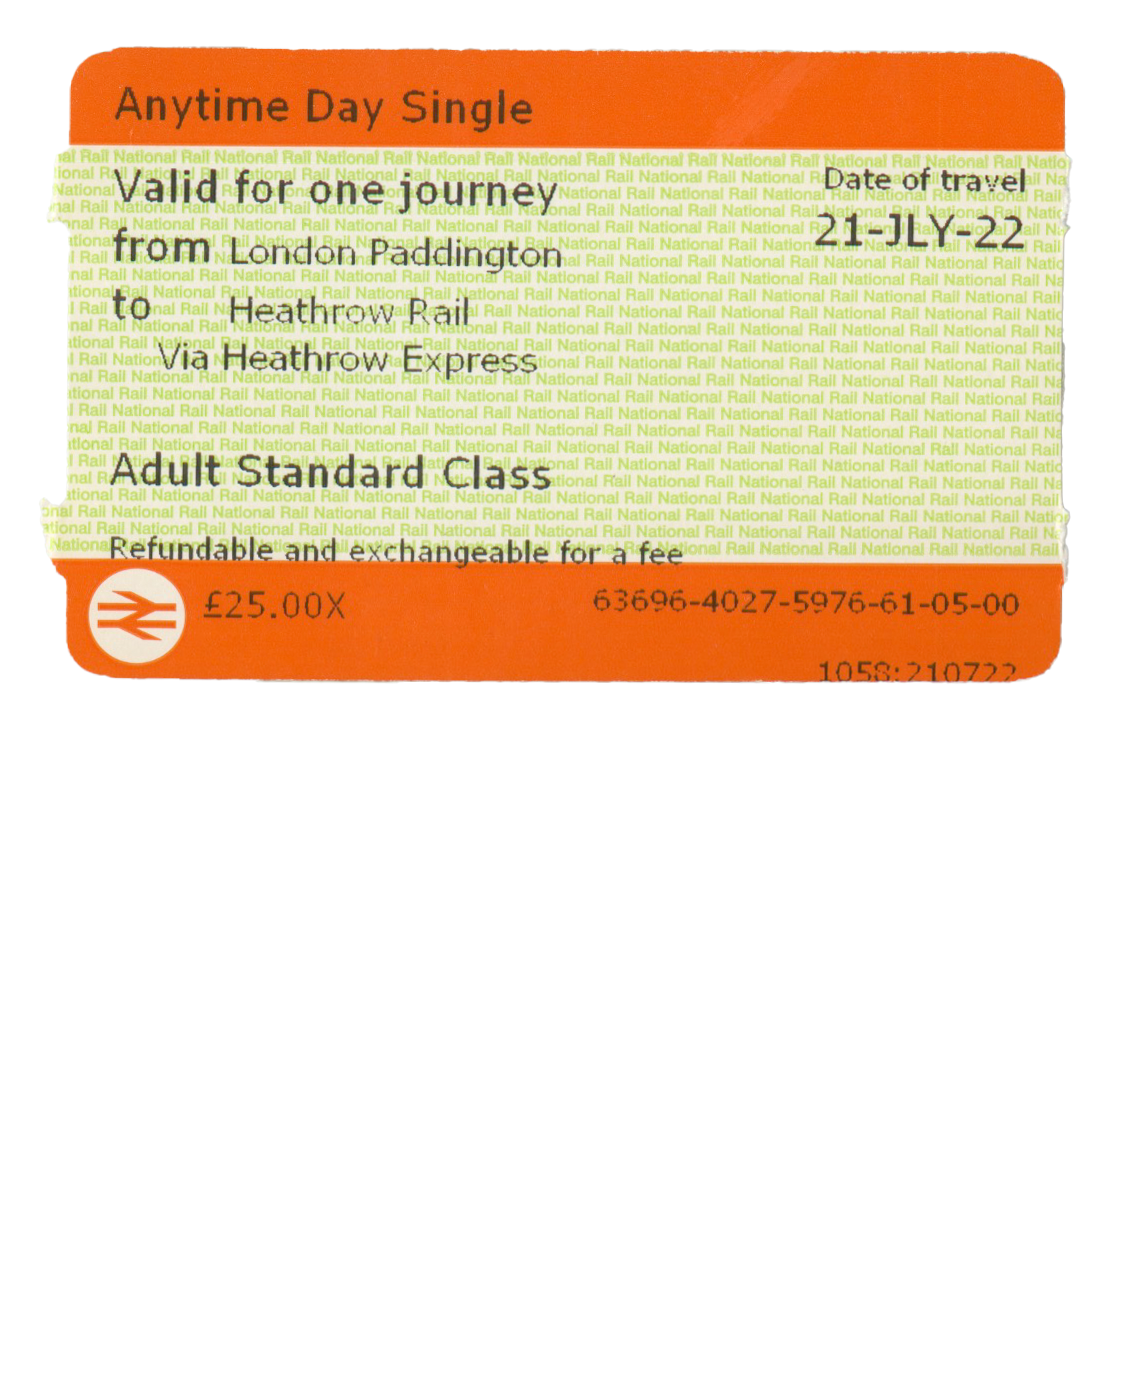 Anytime Day Single
Valid for one journey
Date of travel
from London Paddington
21-JLY-22
to Heathrow Rail
Via Heathrow Express
Adult Standard Class
Refundable and exchangeable for a fee
£25.00X
63696-4027-5976-61-05-00
1058:210722